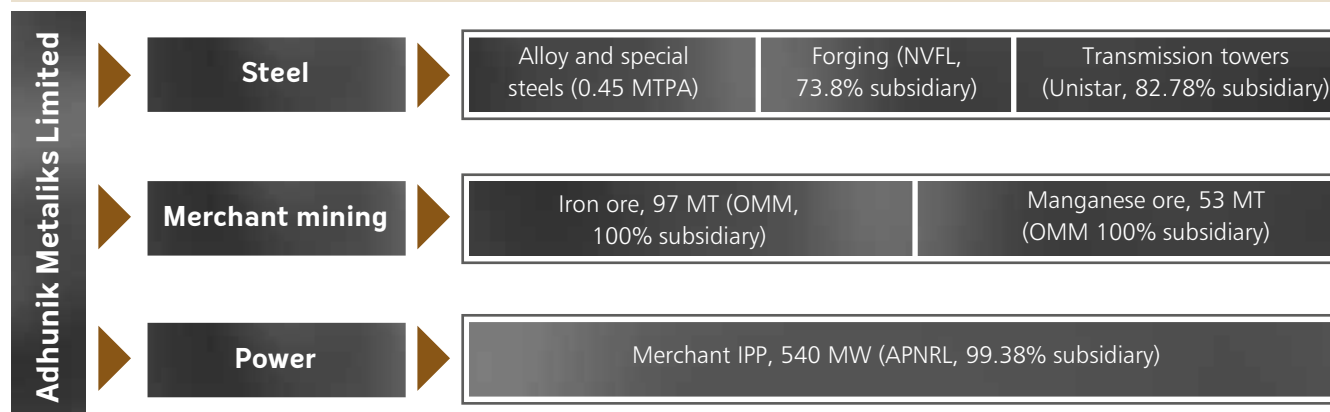 Adhunik Metaliks Limited
Steel
Alloy and special
steels (0.45 MTPA)
Forging (NVFL,
73.8% subsidiary)
Transmission towers
(Unistar, 82.78% subsidiary)
Merchant mining
Iron ore, 97 MT (OMM,
100% subsidiary)
Manganese ore, 53 MT
(OMM 100% subsidiary)
Power
Merchant IPP, 540 MW (APNRL, 99.38% subsidiary)